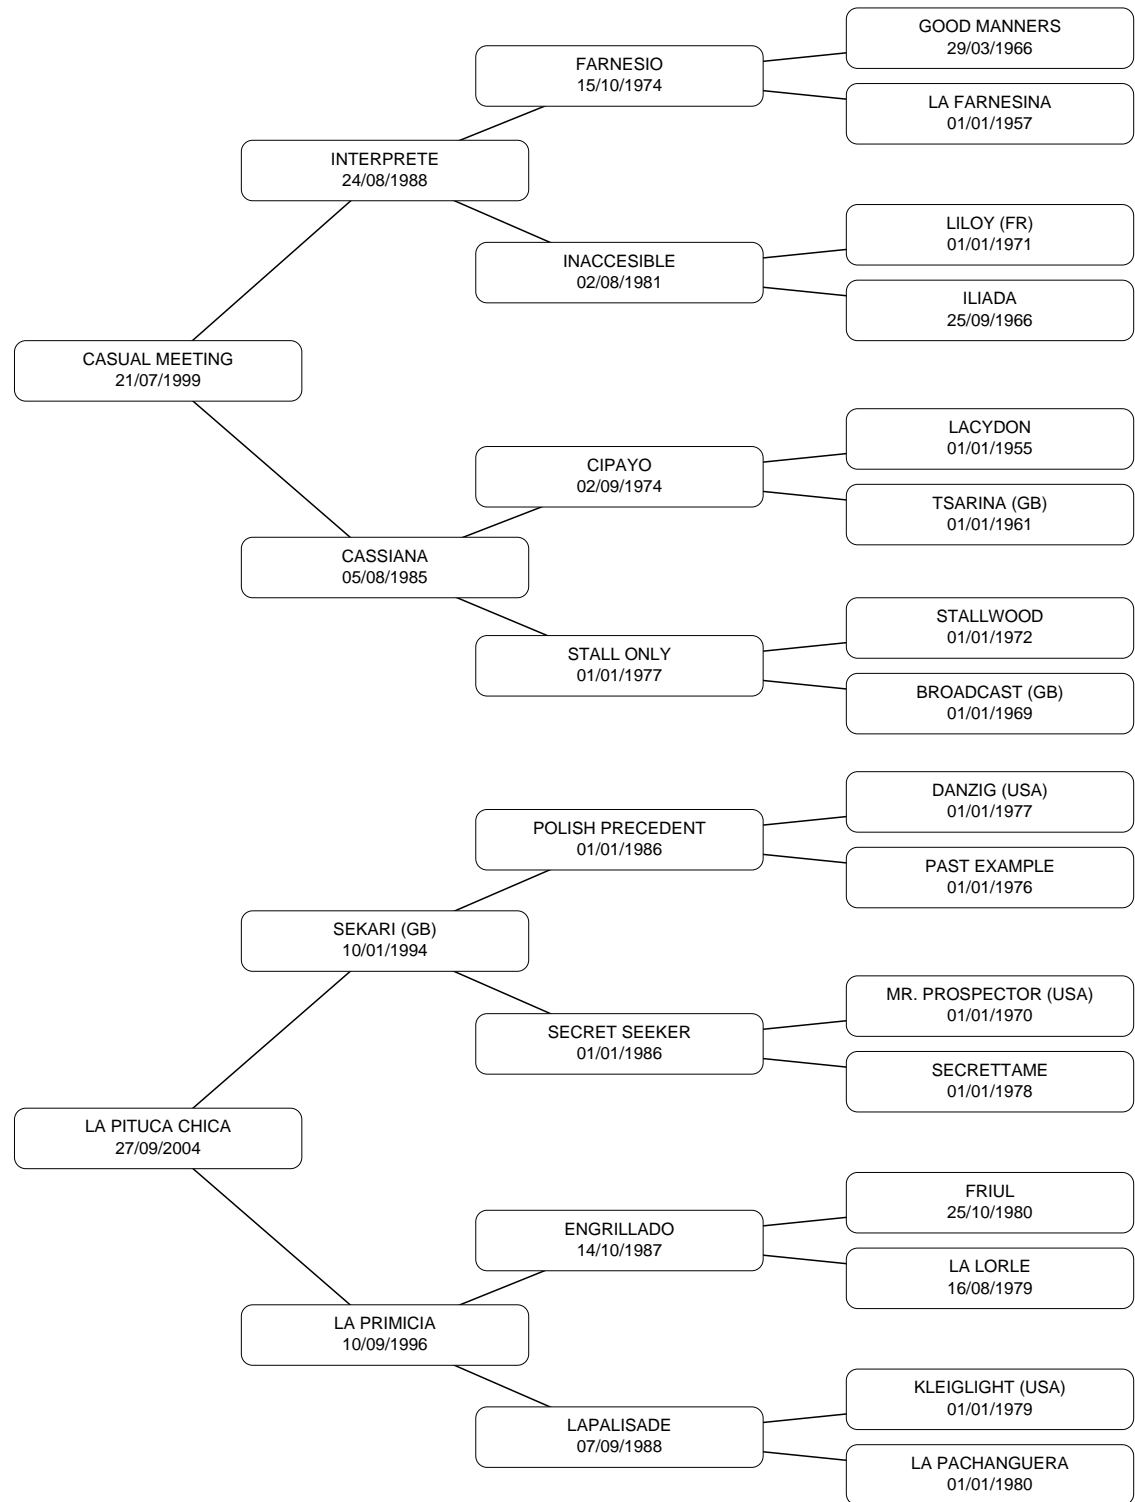 GOOD MANNERS
29/03/1966
FARNESIO
15/10/1974
LA FARNESINA
01/01/1957
INTERPRETE
24/08/1988
LILOY (FR)
01/01/1971
INACCESIBLE
02/08/1981
ILIADA
25/09/1966
CASUAL MEETING
21/07/1999
LACYDON
01/01/1955
CIPAYO
02/09/1974
TSARINA (GB)
01/01/1961
CASSIANA
05/08/1985
STALLWOOD
01/01/1972
STALL ONLY
01/01/1977
BROADCAST (GB)
01/01/1969
DANZIG (USA)
01/01/1977
POLISH PRECEDENT
01/01/1986
PAST EXAMPLE
01/01/1976
SEKARI (GB)
10/01/1994
MR. PROSPECTOR (USA)
01/01/1970
SECRET SEEKER
01/01/1986
SECRETTAME
01/01/1978
LA PITUCA CHICA
27/09/2004
FRIUL
25/10/1980
ENGRILLADO
14/10/1987
LA LORLE
16/08/1979
LA PRIMICIA
10/09/1996
KLEIGLIGHT (USA)
01/01/1979
LAPALISADE
07/09/1988
LA PACHANGUERA
01/01/1980